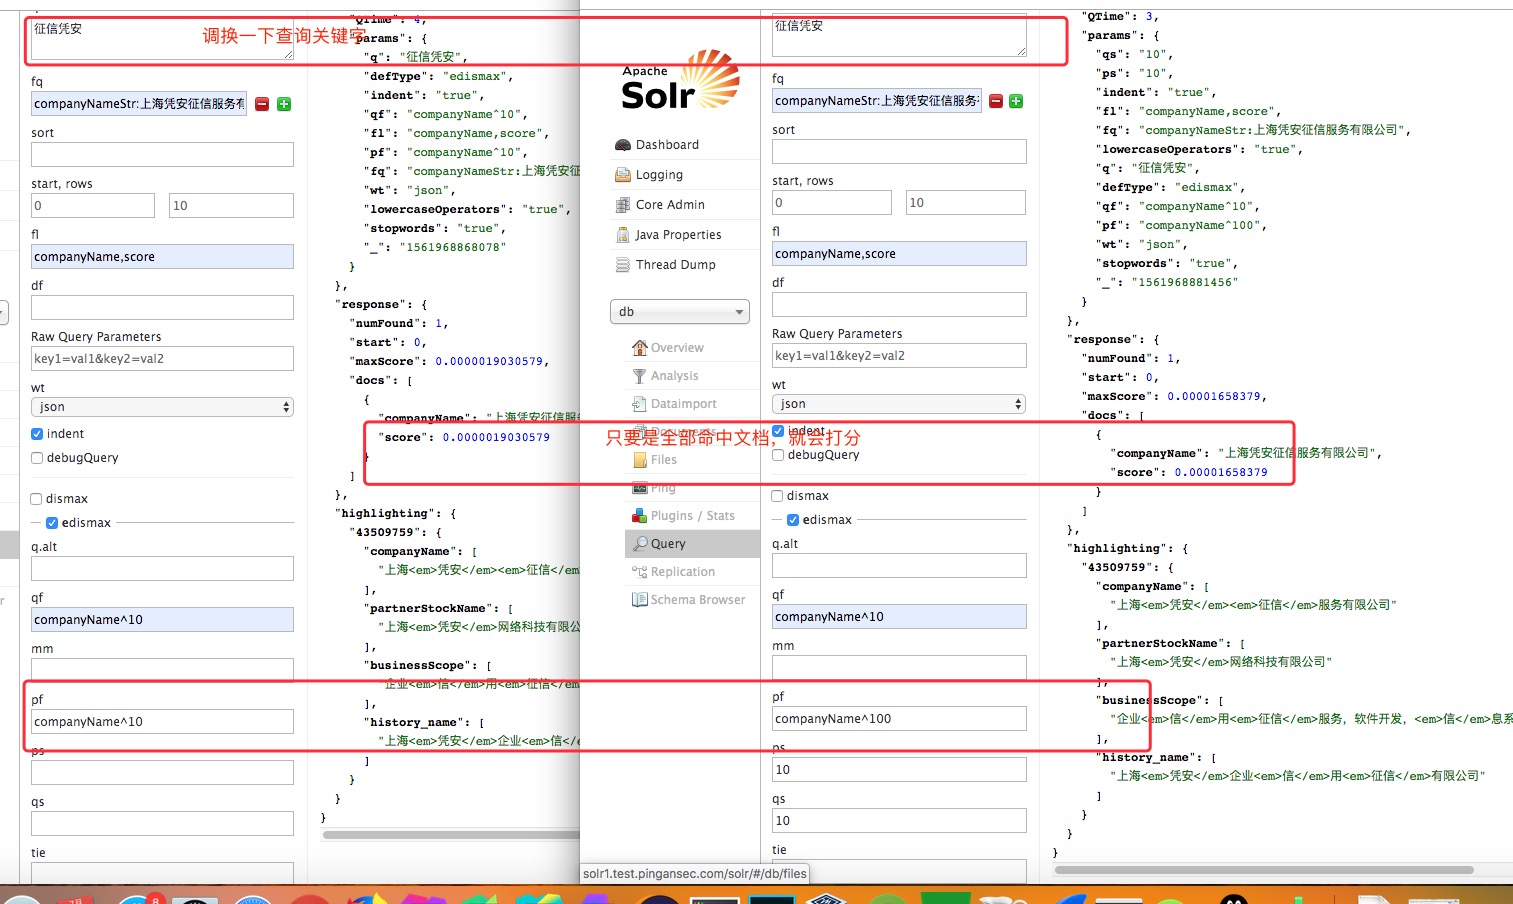 征信凭安
调换一下查询关键字
fq
companyNameStr:上海凭安征信服务有
sort
start, rows
0
10
fl
companyName,score
df
Raw Query Parameters
key1=val1&key2=val2
wt
json
indent
debugQuery
dismax
edismax
q.alt
qf
companyName^10
mm
pf
companyName^10
ps
qs
tie
"QTime": 4,
"params": {
"q": "征信凭安",
"defType": "edismax",
"indent": "true",
"qf": "companyName^10",
"fl": "companyName,score",
"pf": "companyName^10",
"fq": "companyNameStr:上海凭安征信
"wt": "json",
"lowercaseOperators": "true",
"stopwords": "true",
"_": "1561968868078"
}
},
"response": {
"numFound": 1,
"start": 0,
"maxScore": 0.0000019030579,
"docs": [
{
"companyName": "上海凭安征信服务
"score": 0.0000019030579
}
]
},
"highlighting": {
"43509759": {
"companyName": [
"上海<em>凭安</em><em>征信</em
],
"partnerStockName": [
"上海<em>凭安</em>网络科技有限公
],
"businessScope": [
"企业<em>信</em>用<em>征信</em
],
"history_name": [
"上海<em>凭安</em>企业<em>信</e
]
}
}
}
Apache
Solr
Dashboard
Logging
Core Admin
Java Properties
Thread Dump
db
Overview
Analysis
Dataimport
Documents
只要是全部命中文档，就会打分
Files
Ping
Plugins / Stats
Query
Replication
Schema Browser
solr1.test.pingansec.com/solr/#/db/files
征信凭安
fq
companyNameStr:上海凭安征信服务
sort
start, rows
0
10
fl
companyName,score
df
Raw Query Parameters
key1=val1&key2=val2
wt
json
indent
debugQuery
dismax
edismax
q.alt
qf
companyName^10
mm
pf
companyName^100
ps
10
qs
10
tie
"QTime": 3,
"params": {
"qs": "10",
"ps": "10",
"indent": "true",
"fl": "companyName,score",
"fq": "companyNameStr:上海凭安征信服务有限公司",
"lowercaseOperators": "true",
"q": "征信凭安",
"defType": "edismax",
"qf": "companyName^10",
"pf": "companyName^100",
"wt": "json",
"stopwords": "true",
"_": "1561968881456"
}
},
"response": {
"numFound": 1,
"start": 0,
"maxScore": 0.00001658379,
"docs": [
{
"companyName": "上海凭安征信服务有限公司",
"score": 0.00001658379
}
]
},
"highlighting": {
"43509759": {
"companyName": [
"上海<em>凭安</em><em>征信</em>服务有限公司"
],
"partnerStockName": [
"上海<em>凭安</em>网络科技有限公司"
],
"businessScope": [
"企业<em>信</em>用<em>征信</em>服务，软件开发，<em>信</em>息系
],
"history_name": [
"上海<em>凭安</em>企业<em>信</em>用<em>征信</em>有限公司"
]
}
}
}
7月
8